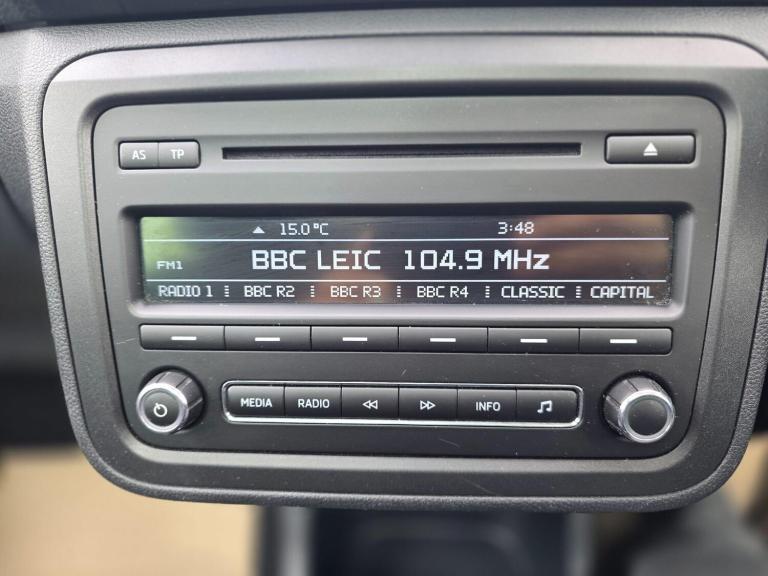 AS TP
15.0°C 3:48
FM1 BBC LEIC 104.9 MHz
RADIO 1 BBC R2 BBC R3 BBC R4 CLASSIC CAPITAL
MEDIA RADIO INFO